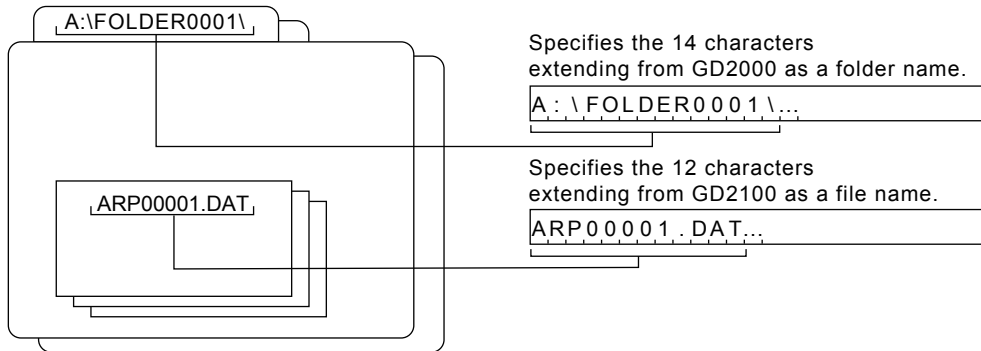 A:\FOLDER0001\
Specifies the 14 characters
extending from GD2000 as a folder name.
A:\FOLDER0001\...
Specifies the 12 characters
extending from GD2100 as a file name.
ARP00001.DAT
ARP00001.DAT...